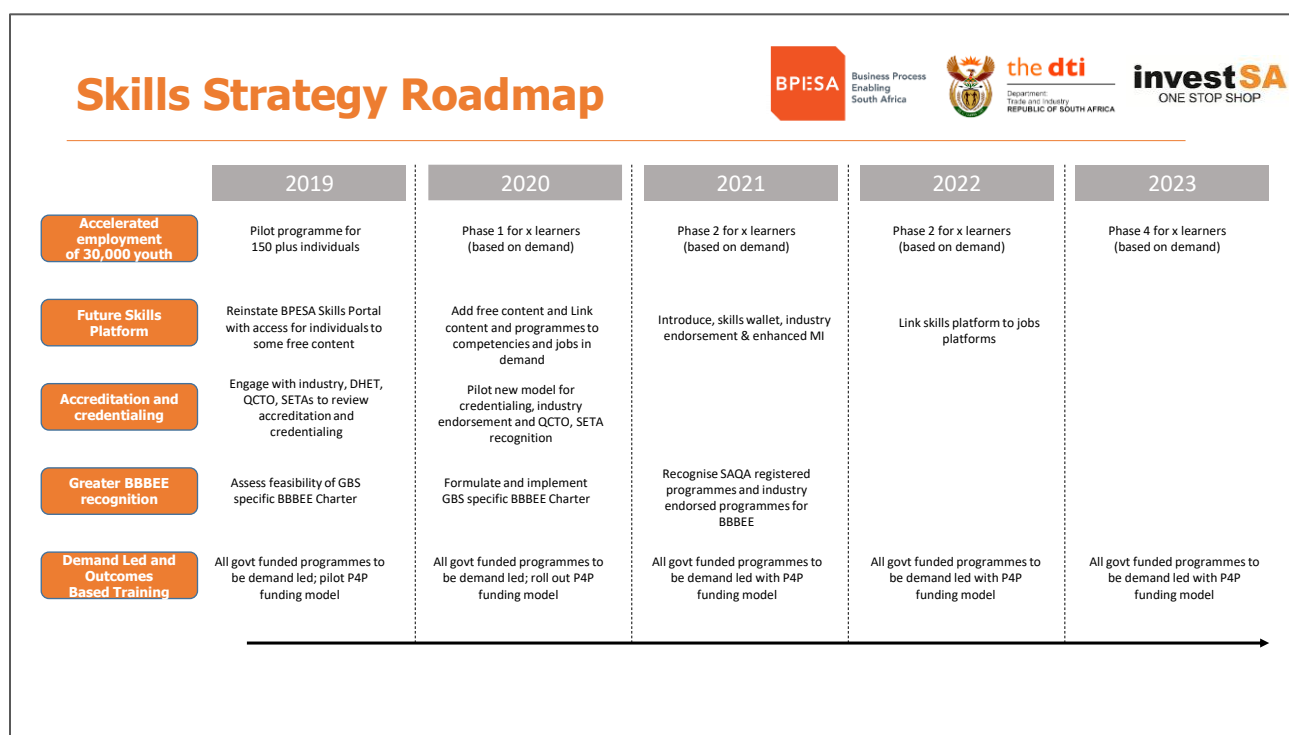 Skills Strategy Roadmap
BPESA
Business Process
Enabling
South Africa
the dti
Department:
Trade and Industry
REPUBLIC OF SOUTH AFRICA
investSA
ONE STOP SHOP
2019
2020
2021
2022
2023
Accelerated
employment
of 30,000 youth
Pilot programme for
150 plus individuals
Phase 1 for x learners
(based on demand)
Phase 2 for x learners
(based on demand)
Phase 2 for x learners
(based on demand)
Phase 4 for x learners
(based on demand)
Future Skills
Platform
Reinstate BPESA Skills Portal
with access for individuals to
some free content
Add free content and Link
content and programmes to
competencies and jobs in
demand
Introduce, skills wallet, industry
endorsement & enhanced MI
Link skills platform to jobs
platforms
Accreditation and
credentialing
Engage with industry, DHET,
QCTO, SETAs to review
accreditation and
credentialing
Pilot new model for
credentialing, industry
endorsement and QCTO, SETA
recognition
Greater BBBEE
recognition
Assess feasibility of GBS
specific BBBEE Charter
Formulate and implement
GBS specific BBBEE Charter
Recognise SAQA registered
programmes and industry
endorsed programmes for
BBBEE
Demand Led and
Outcomes
Based Training
All govt funded programmes to
be demand led; pilot P4P
funding model
All govt funded programmes to
be demand led; roll out P4P
funding model
All govt funded programmes to
be demand led with P4P
funding model
All govt funded programmes to
be demand led with P4P
funding model
All govt funded programmes to
be demand led with P4P
funding model